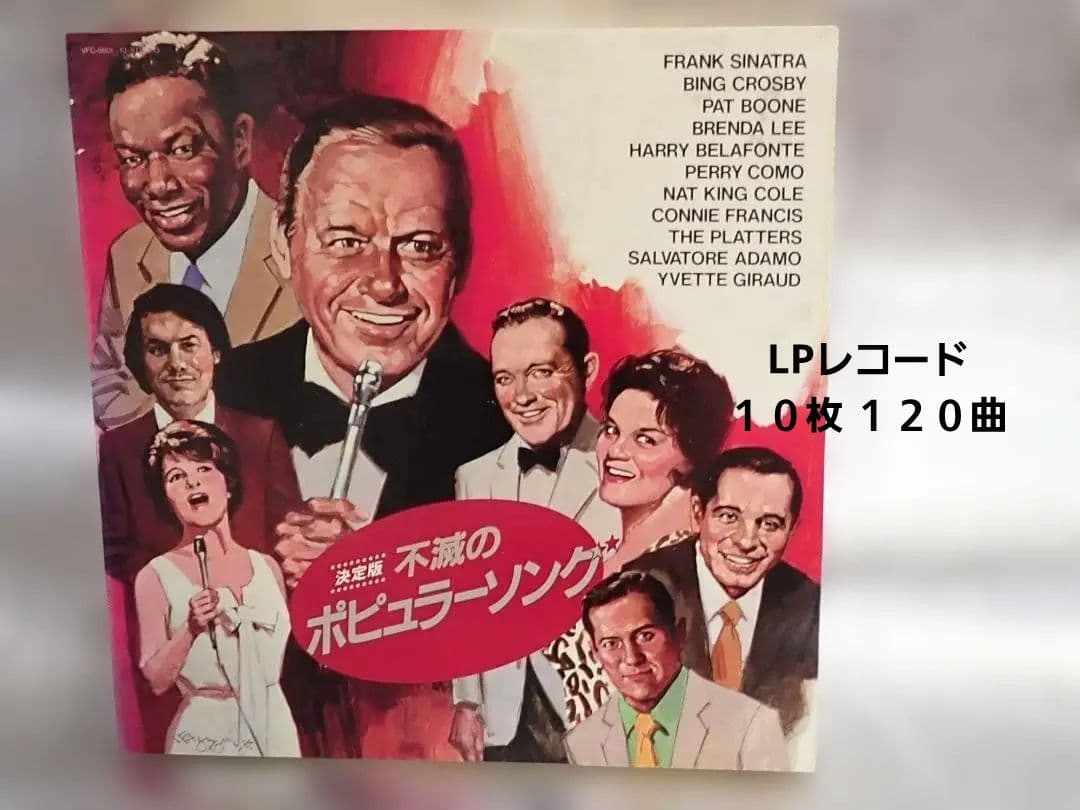 FRANK SINATRA
BING CROSBY
PAT BOONE
BRENDA LEE
HARRY BELAFONTE
PERRY COMO
NAT KING COLE
CONNIE FRANCIS
THE PLATTERS
SALVATORE ADAMO
YVETTE GIRAUD
LPレコード
１０枚 １２０曲
決定版 不滅の
ポピュラーソング